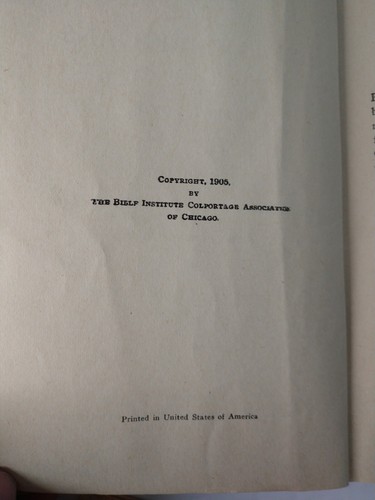 COPYRIGHT, 1905,
BY
THE BIBLE INSTITUTE COLPORTAGE ASSOCIATION
OF CHICAGO.
Printed in United States of America